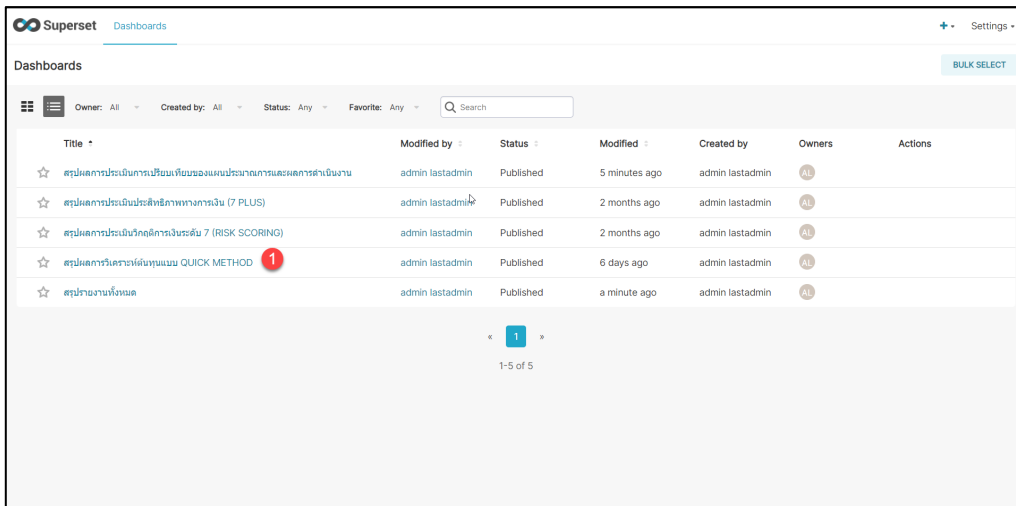 Superset Dashboards Settings
Dashboards BULK SELECT
Owner: All Created by: All Status: Any Favorite: Any Search
Title Modified by Status Modified Created by Owners Actions
สรุปผลการประเมินการเปรียบเทียบของแผนประมาณการและผลการดำเนินงาน admin lastadmin Published 5 minutes ago admin lastadmin AL
สรุปผลการประเมินประสิทธิภาพทางการเงิน (7 PLUS) admin lastadmin Published 2 months ago admin lastadmin AL
สรุปผลการประเมินวิกฤติการเงินระดับ 7 (RISK SCORING) admin lastadmin Published 2 months ago admin lastadmin AL
สรุปผลการวิเคราะห์ต้นทุนแบบ QUICK METHOD 1 admin lastadmin Published 6 days ago admin lastadmin AL
สรุปรายงานทั้งหมด admin lastadmin Published a minute ago admin lastadmin AL
« 1 »
1-5 of 5